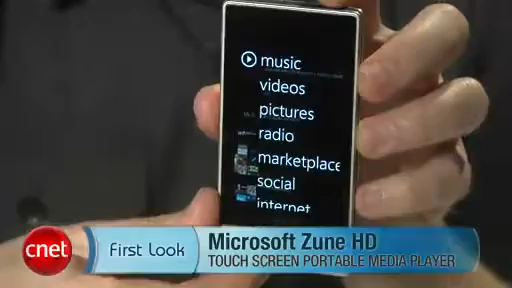 music
videos
pictures
radio
marketplace
social
internet
cnet
First Look
Microsoft Zune HD
TOUCH SCREEN PORTABLE MEDIA PLAYER